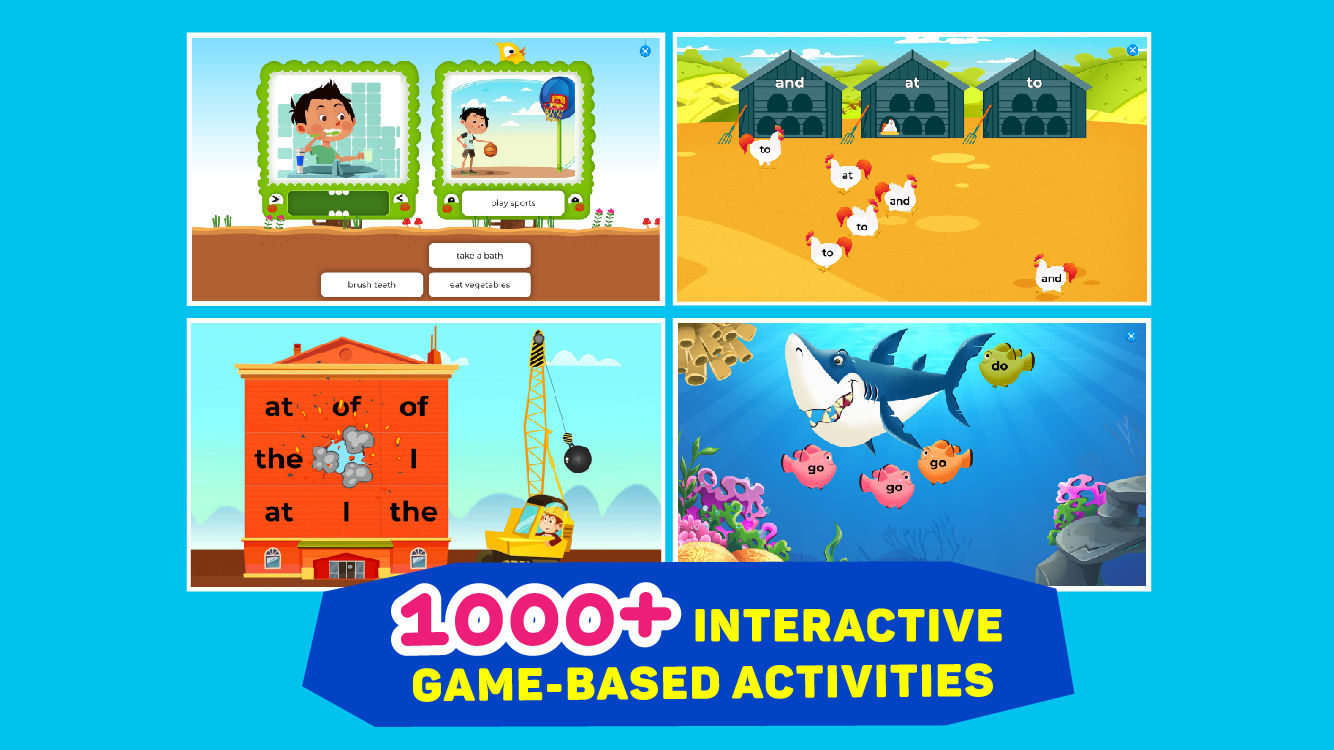 play sports
take a bath
brush teeth
eat vegetables
and
at
to
to
at
and
to
to
and
at of of
the I
at I the
do
go
go
go
1000+ INTERACTIVE
GAME-BASED ACTIVITIES